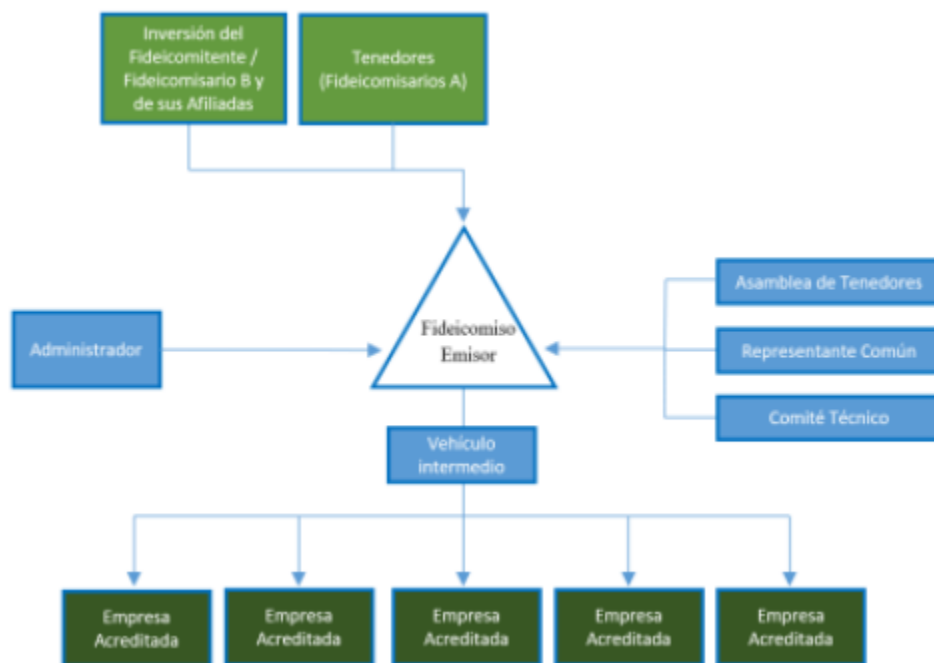 Inversión del
Fideicomitente /
Fideicomisario B y
de sus Afiliadas
Tenedores
(Fideicomisarios A)
Fideicomiso
Emisor
Administrador
Asamblea de Tenedores
Representante Común
Comité Técnico
Vehículo
intermedio
Empresa
Acreditada
Empresa
Acreditada
Empresa
Acreditada
Empresa
Acreditada
Empresa
Acreditada